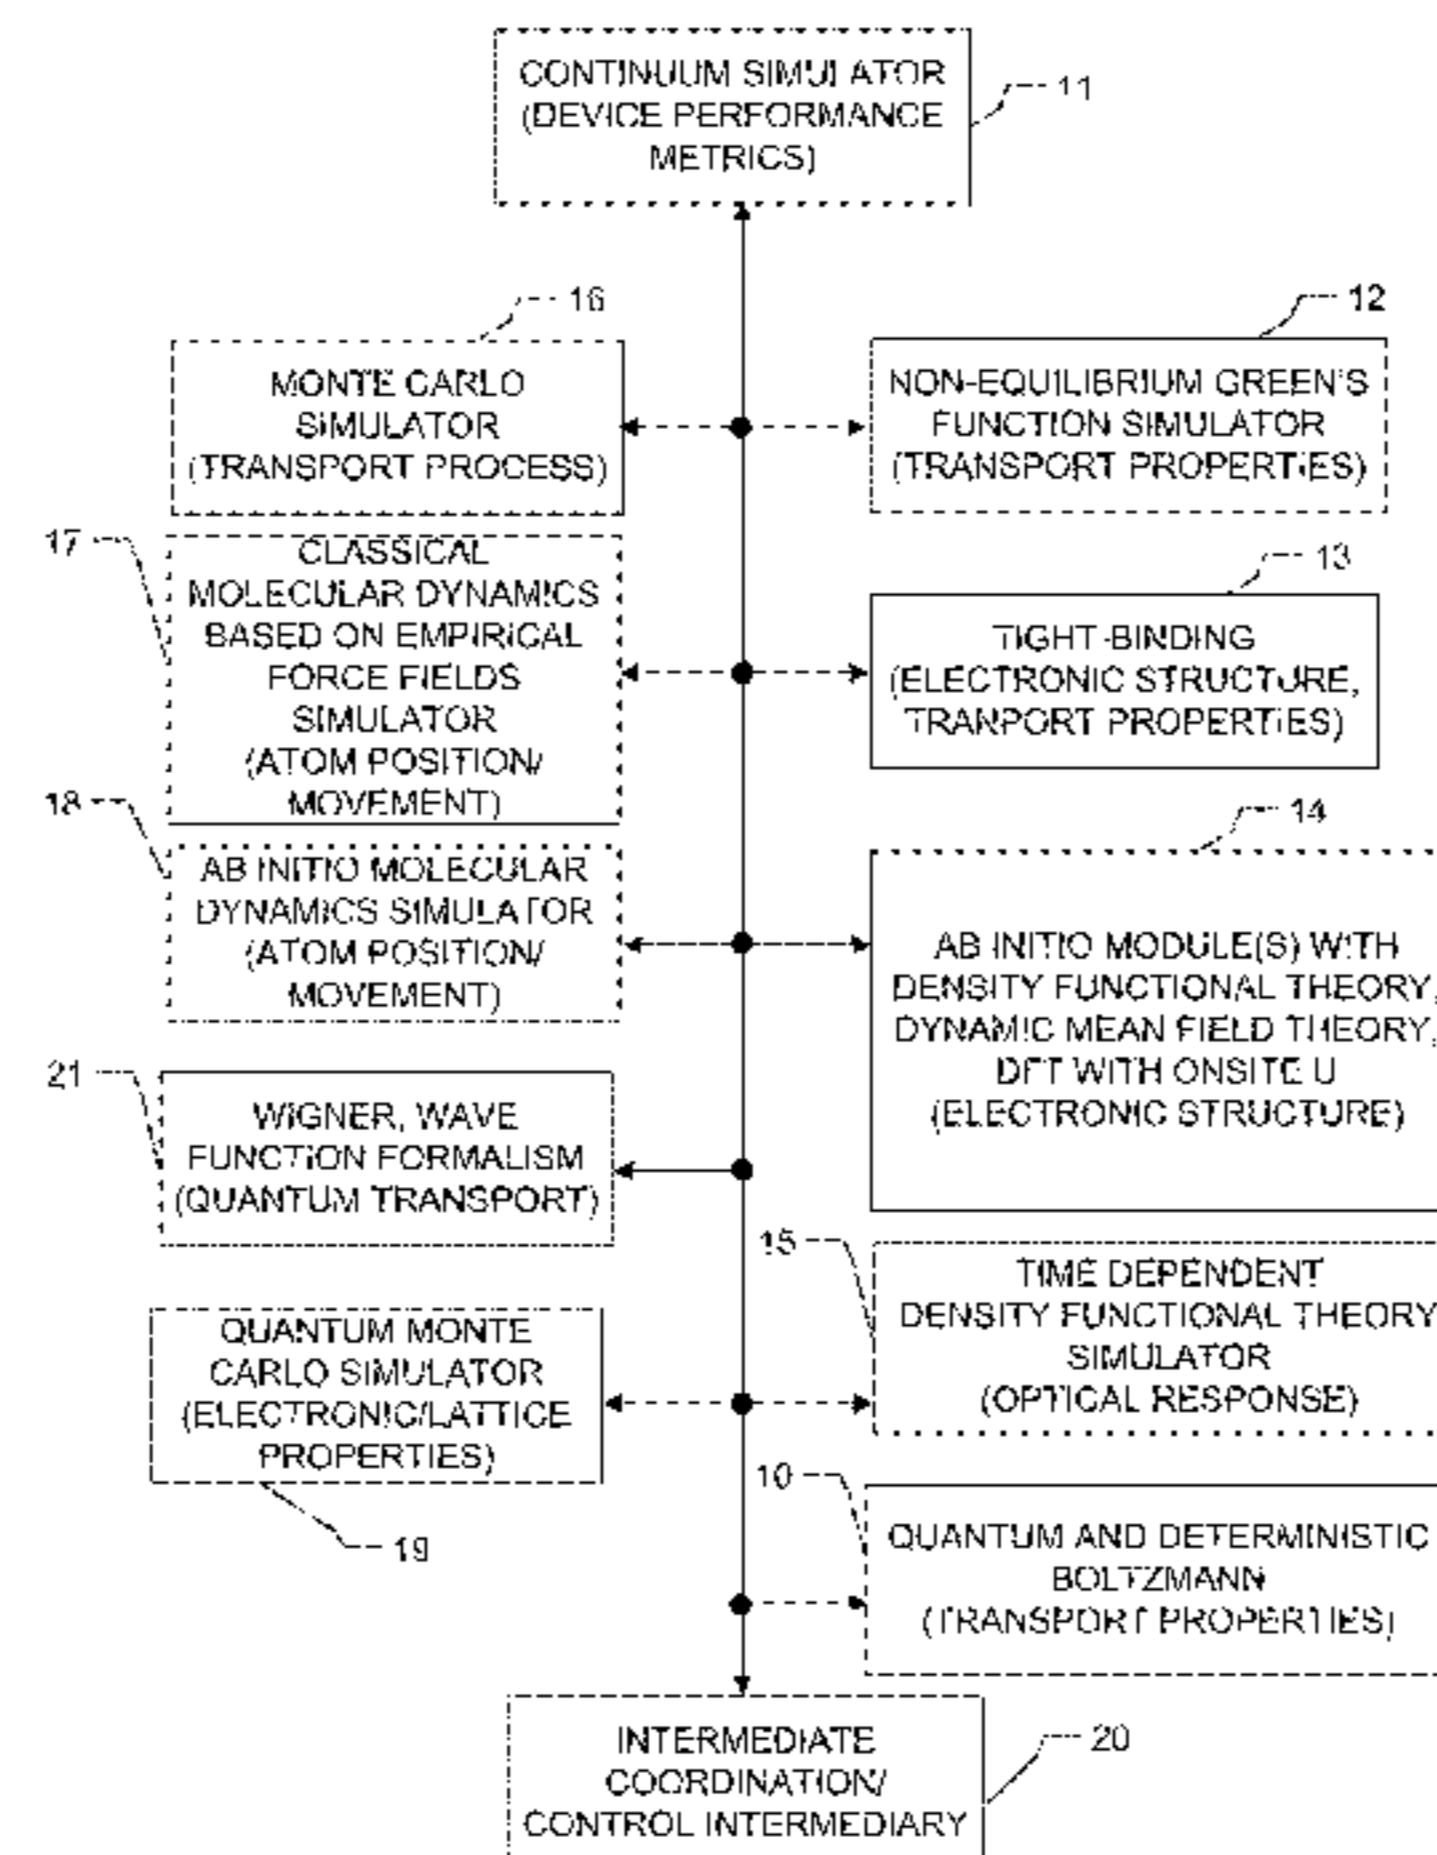 CONTINUUM SIMULATOR
(DEVICE PERFORMANCE
METRICS)
11
16
MONTE CARLO
SIMULATOR
(TRANSPORT PROCESS)
12
NON-EQUILIBRIUM GREEN'S
FUNCTION SIMULATOR
(TRANSPORT PROPERTIES)
17
CLASSICAL
MOLECULAR DYNAMICS
BASED ON EMPIRICAL
FORCE FIELDS
SIMULATOR
(ATOM POSITION/
MOVEMENT)
13
TIGHT-BINDING
(ELECTRONIC STRUCTURE,
TRANPORT PROPERTIES)
18
AB INITIO MOLECULAR
DYNAMICS SIMULATOR
(ATOM POSITION/
MOVEMENT)
14
AB INITIO MODULE(S) WITH
DENSITY FUNCTIONAL THEORY,
DYNAMIC MEAN FIELD THEORY,
DFT WITH ONSITE U
(ELECTRONIC STRUCTURE)
21
WIGNER, WAVE
FUNCTION FORMALISM
(QUANTUM TRANSPORT)
15
TIME DEPENDENT
DENSITY FUNCTIONAL THEORY
SIMULATOR
(OPTICAL RESPONSE)
QUANTUM MONTE
CARLO SIMULATOR
(ELECTRONIC/LATTICE
PROPERTIES)
19
10
QUANTUM AND DETERMINISTIC
BOLTZMANN
(TRANSPORT PROPERTIES)
INTERMEDIATE
COORDINATION/
CONTROL INTERMEDIARY
20